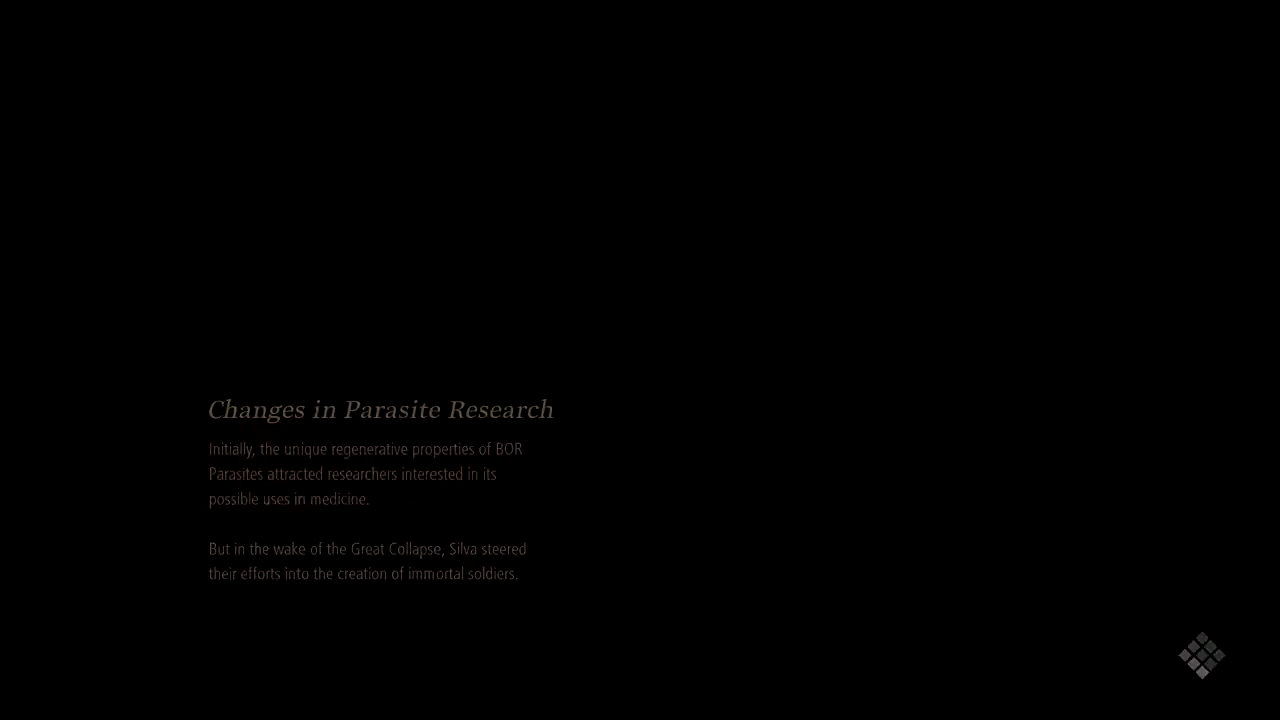 Changes in Parasite Research
Initially, the unique regenerative properties of BOR
Parasites attracted researchers interested in its
possible uses in medicine.
But in the wake of the Great Collapse, Silva steered
their efforts into the creation of immortal soldiers.